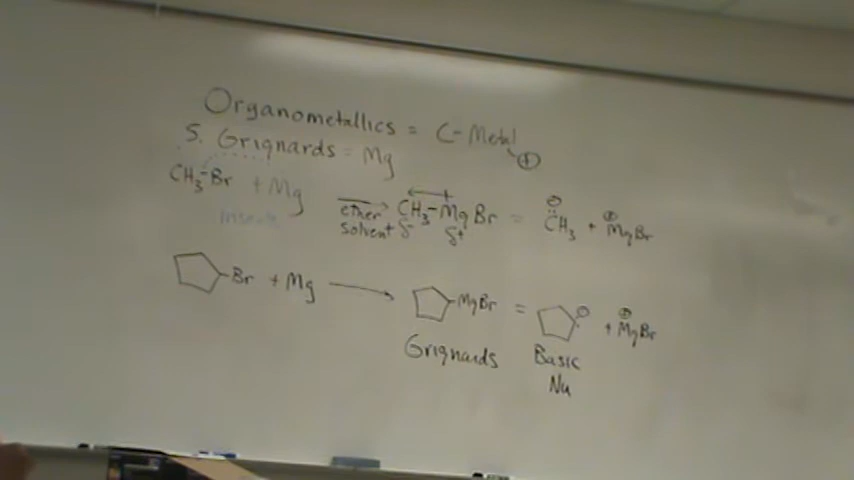 Organometallics = C-Metal
⊕
5. Grignards = Mg
CH₃-Br + Mg ether solvent CH₃-MgBr = ⊖ :CH₃ + ⊕ MgBr
δ⁻ δ⁺
Br + Mg → MgBr = ⊖ + ⊕ MgBr
Grignards Basic
Nu